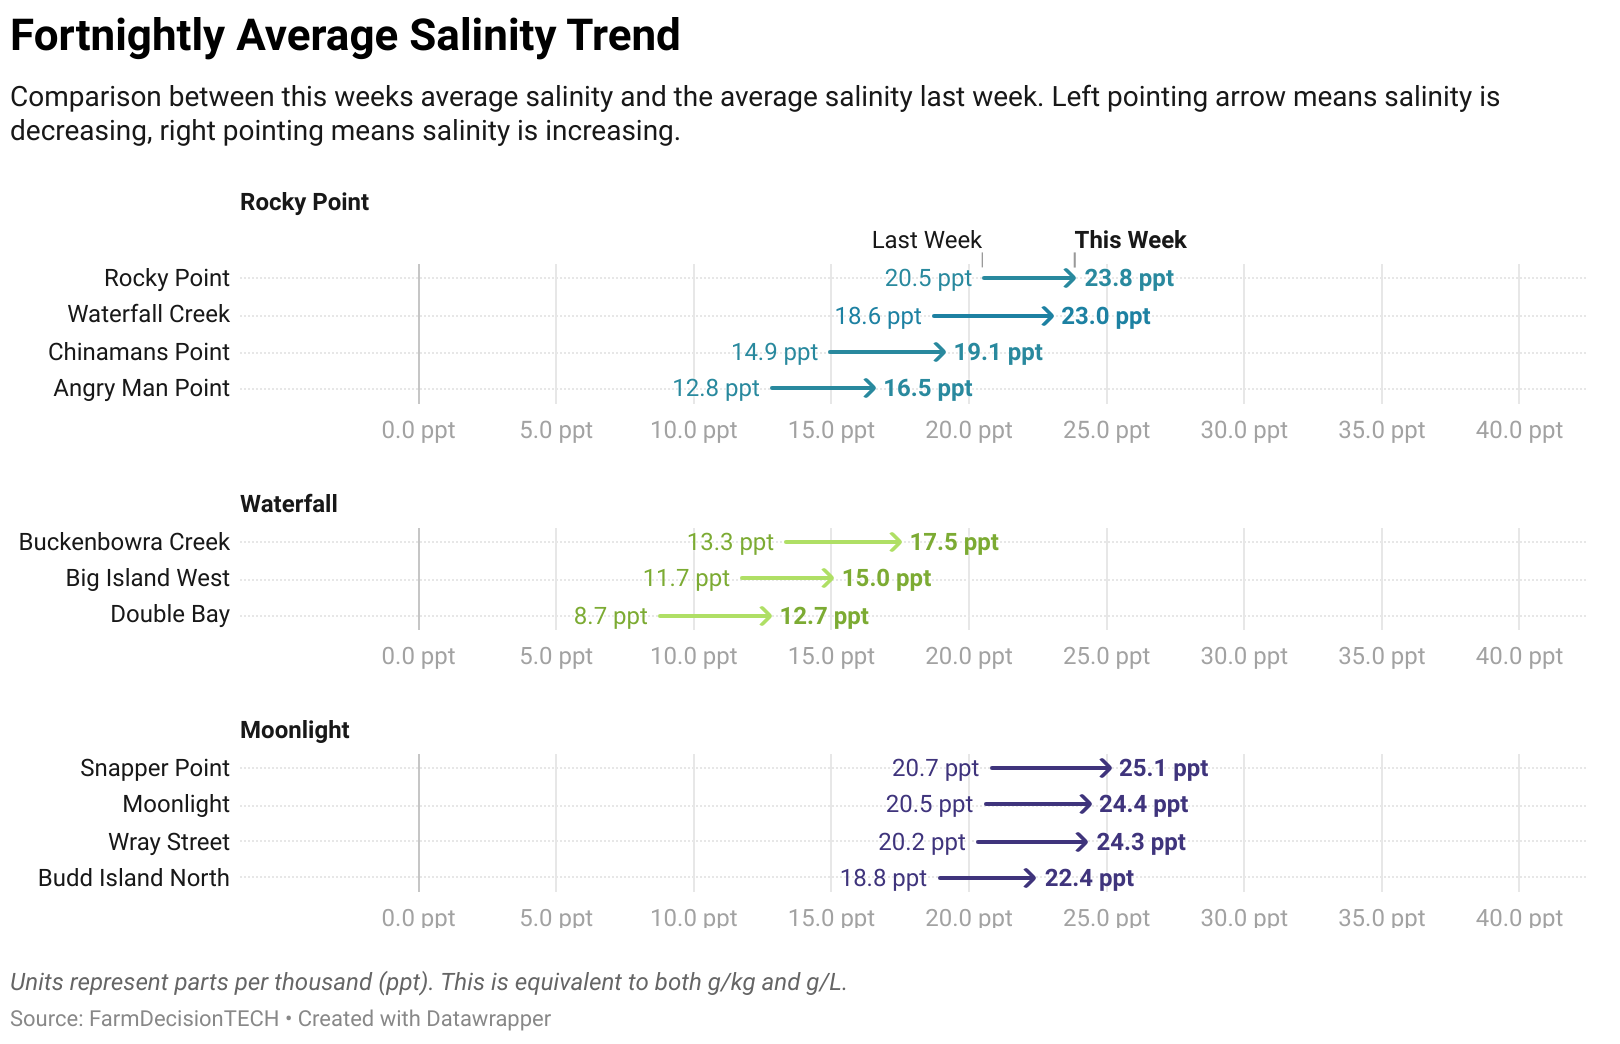 Fortnightly Average Salinity Trend
Comparison between this weeks average salinity and the average salinity last week. Left pointing arrow means salinity is
decreasing, right pointing means salinity is increasing.
Rocky Point
Last Week This Week
Rocky Point 20.5 ppt 23.8 ppt
Waterfall Creek 18.6 ppt 23.0 ppt
Chinamans Point 14.9 ppt 19.1 ppt
Angry Man Point 12.8 ppt 16.5 ppt
0.0 ppt 5.0 ppt 10.0 ppt 15.0 ppt 20.0 ppt 25.0 ppt 30.0 ppt 35.0 ppt 40.0 ppt
Waterfall
Buckenbowra Creek 13.3 ppt 17.5 ppt
Big Island West 11.7 ppt 15.0 ppt
Double Bay 8.7 ppt 12.7 ppt
0.0 ppt 5.0 ppt 10.0 ppt 15.0 ppt 20.0 ppt 25.0 ppt 30.0 ppt 35.0 ppt 40.0 ppt
Moonlight
Snapper Point 20.7 ppt 25.1 ppt
Moonlight 20.5 ppt 24.4 ppt
Wray Street 20.2 ppt 24.3 ppt
Budd Island North 18.8 ppt 22.4 ppt
0.0 ppt 5.0 ppt 10.0 ppt 15.0 ppt 20.0 ppt 25.0 ppt 30.0 ppt 35.0 ppt 40.0 ppt
Units represent parts per thousand (ppt). This is equivalent to both g/kg and g/L.
Source: FarmDecisionTECH • Created with Datawrapper